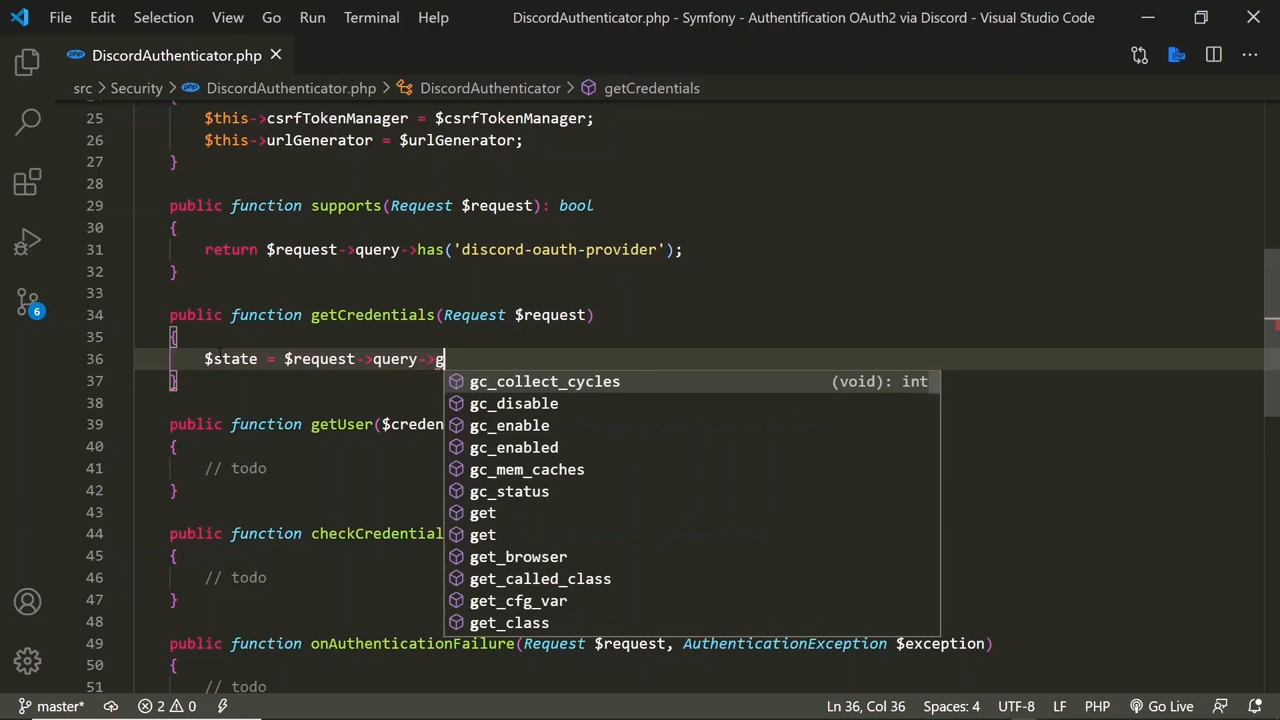 File Edit Selection View Go Run Terminal Help DiscordAuthenticator.php - Symfony - Authentification OAuth2 via Discord - Visual Studio Code
php DiscordAuthenticator.php
src > Security > php DiscordAuthenticator.php > DiscordAuthenticator > getCredentials
25 $this->csrfTokenManager = $csrfTokenManager;
26 $this->urlGenerator = $urlGenerator;
27 }
28
29 public function supports(Request $request): bool
30 {
31 return $request->query->has('discord-oauth-provider');
32 }
33
34 public function getCredentials(Request $request)
35 {
36 $state = $request->query->g
37 }
gc_collect_cycles (void): int
38
gc_disable
39 public function getUser($creden
gc_enable
40 {
gc_enabled
41 // todo
gc_mem_caches
42 }
gc_status
43
get
44 public function checkCredential
get
45 {
get_browser
46 // todo
get_called_class
47 }
get_cfg_var
48
get_class
49 public function onAuthenticationFailure(Request $request, AuthenticationException $exception)
50 {
51 // todo
6
master* 2 0 Ln 36, Col 36 Spaces: 4 UTF-8 LF PHP Go Live